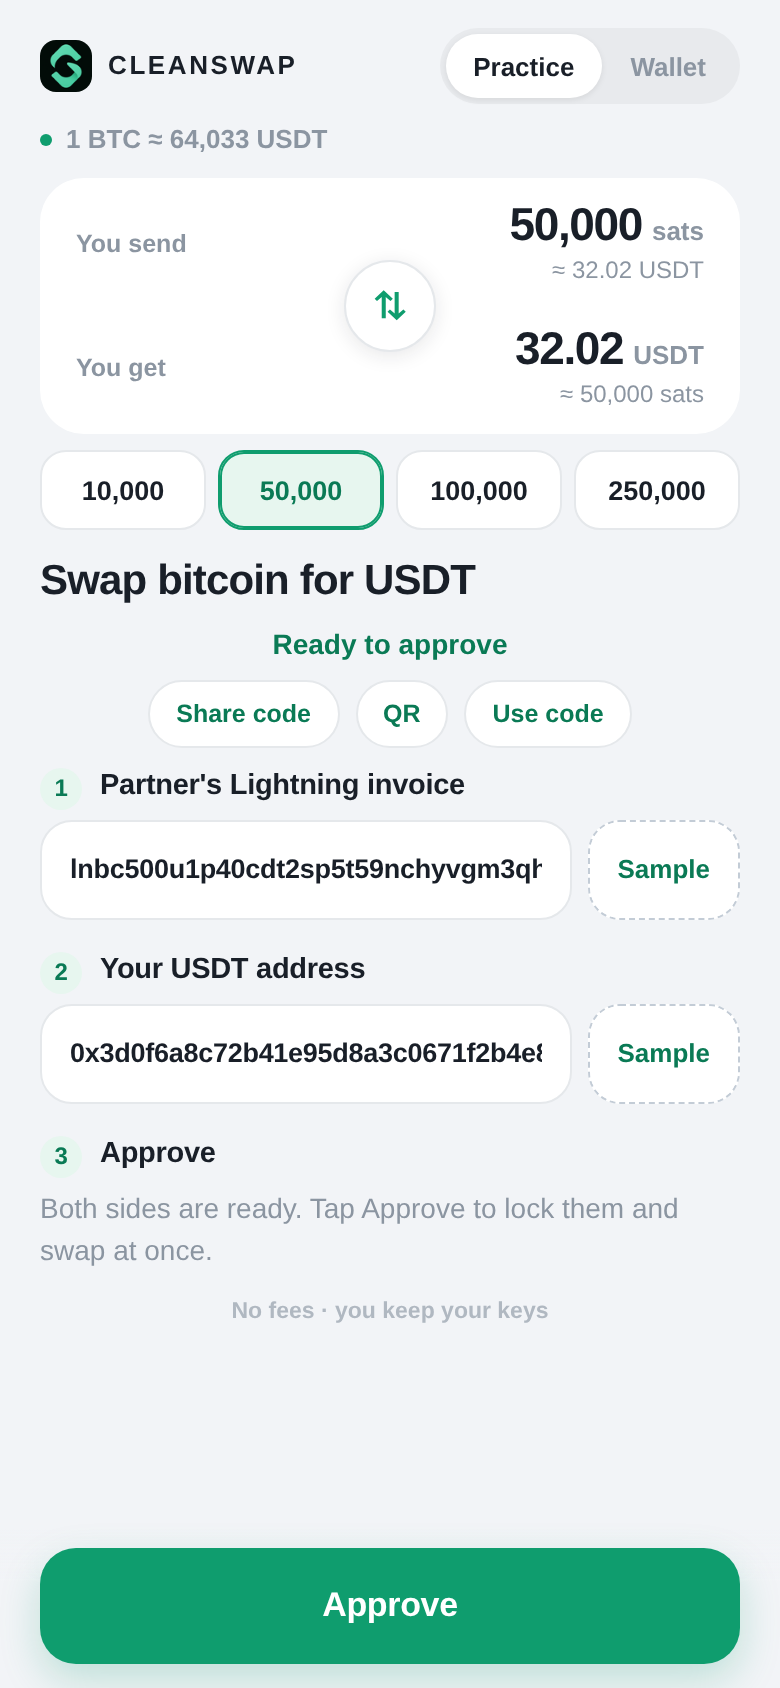 CLEANSWAP
Practice
Wallet
1 BTC ≈ 64,033 USDT
You send
50,000 sats
≈ 32.02 USDT
You get
32.02 USDT
≈ 50,000 sats
10,000
50,000
100,000
250,000
Swap bitcoin for USDT
Ready to approve
Share code
QR
Use code
1 Partner's Lightning invoice
lnbc500u1p40cdt2sp5t59nchyvgm3qh
Sample
2 Your USDT address
0x3d0f6a8c72b41e95d8a3c0671f2b4e8
Sample
3 Approve
Both sides are ready. Tap Approve to lock them and
swap at once.
No fees · you keep your keys
Approve